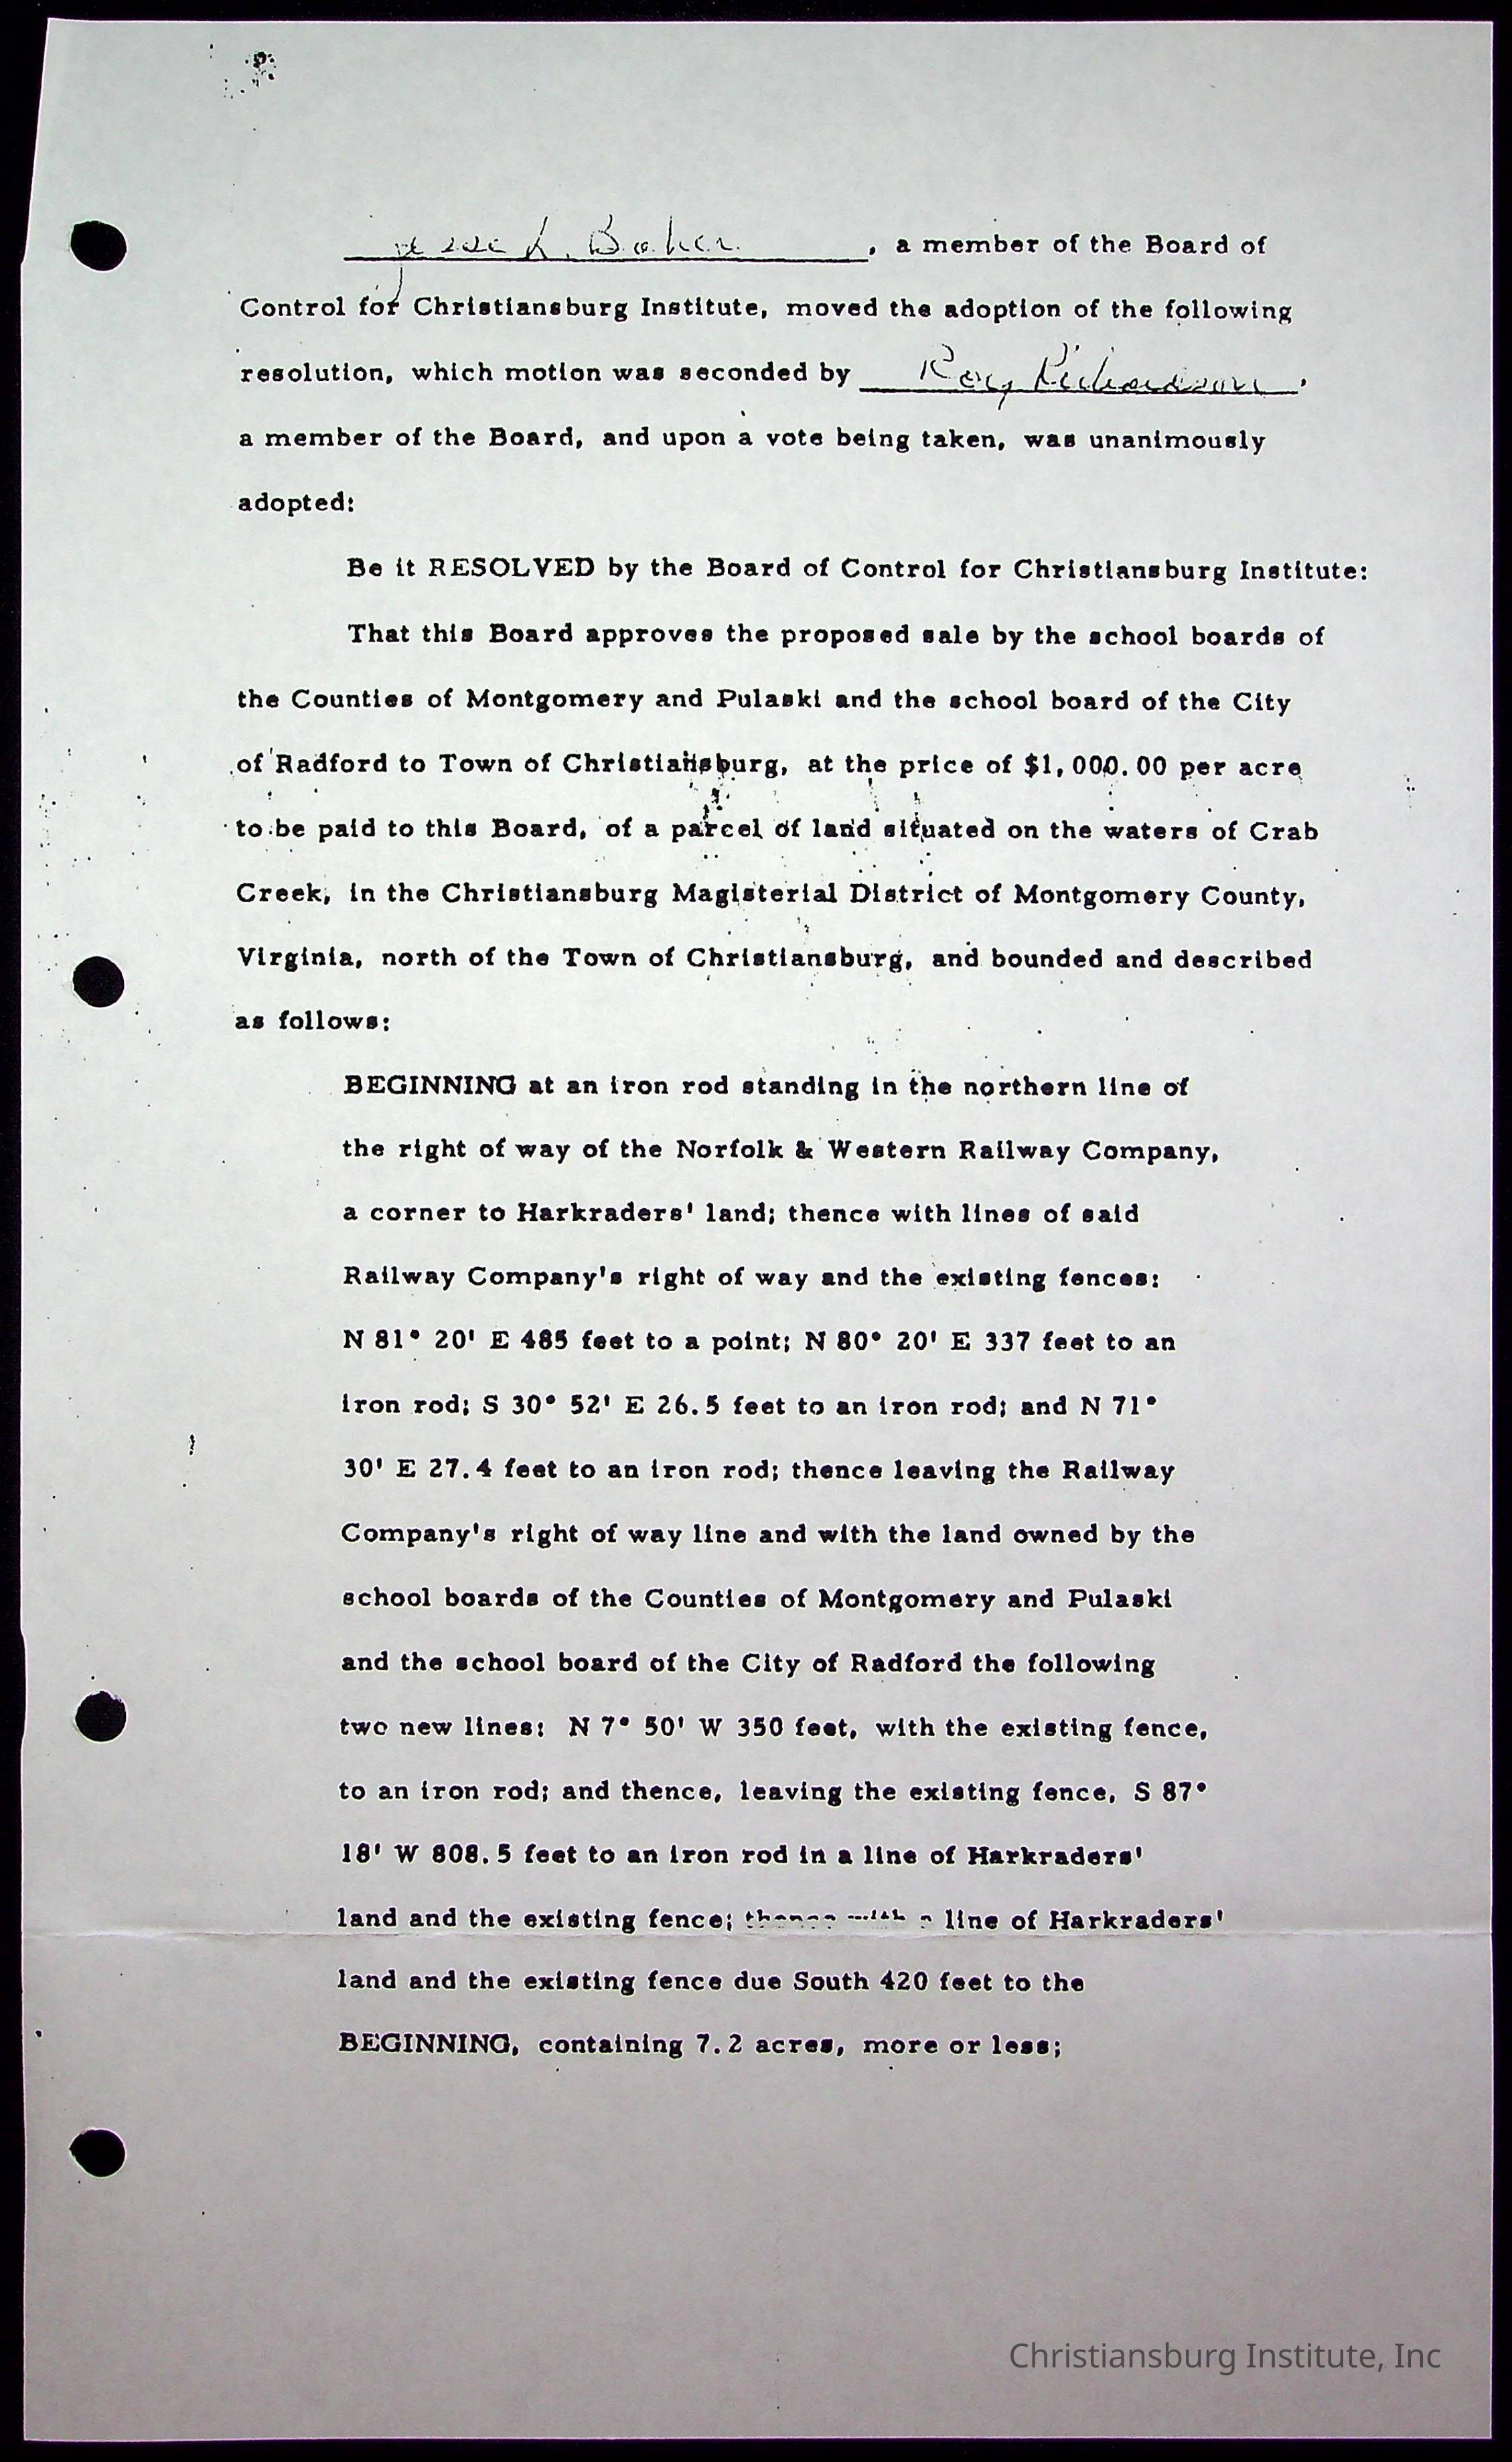 Jesse L. Baker, a member of the Board of
Control for Christiansburg Institute, moved the adoption of the following
resolution, which motion was seconded by Roy Richardson,
a member of the Board, and upon a vote being taken, was unanimously
adopted:
Be it RESOLVED by the Board of Control for Christiansburg Institute:
That this Board approves the proposed sale by the school boards of
the Counties of Montgomery and Pulaski and the school board of the City
of Radford to Town of Christiansburg, at the price of $1,000.00 per acre
to be paid to this Board, of a parcel of land situated on the waters of Crab
Creek, in the Christiansburg Magisterial District of Montgomery County,
Virginia, north of the Town of Christiansburg, and bounded and described
as follows:
BEGINNING at an iron rod standing in the northern line of
the right of way of the Norfolk & Western Railway Company,
a corner to Harkraders' land; thence with lines of said
Railway Company's right of way and the existing fences:
N 81° 20' E 485 feet to a point; N 80° 20' E 337 feet to an
iron rod; S 30° 52' E 26.5 feet to an iron rod; and N 71°
30' E 27.4 feet to an iron rod; thence leaving the Railway
Company's right of way line and with the land owned by the
school boards of the Counties of Montgomery and Pulaski
and the school board of the City of Radford the following
two new lines: N 7° 50' W 350 feet, with the existing fence,
to an iron rod; and thence, leaving the existing fence, S 87°
18' W 808.5 feet to an iron rod in a line of Harkraders'
land and the existing fence; thence with a line of Harkraders'
land and the existing fence due South 420 feet to the
BEGINNING, containing 7.2 acres, more or less;
Christiansburg Institute, Inc